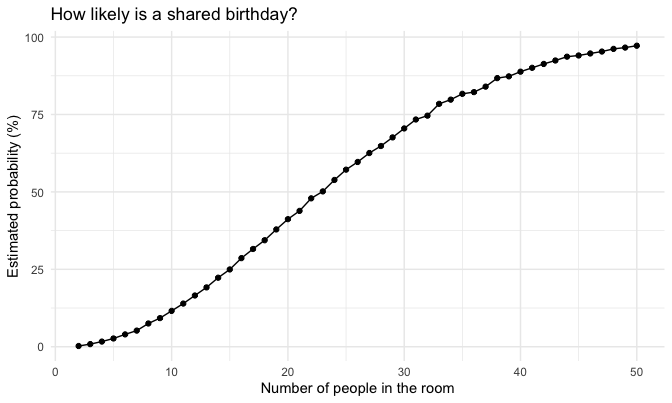 How likely is a shared birthday?
100
75
50
25
0
Estimated probability (%)
0 10 20 30 40 50
Number of people in the room